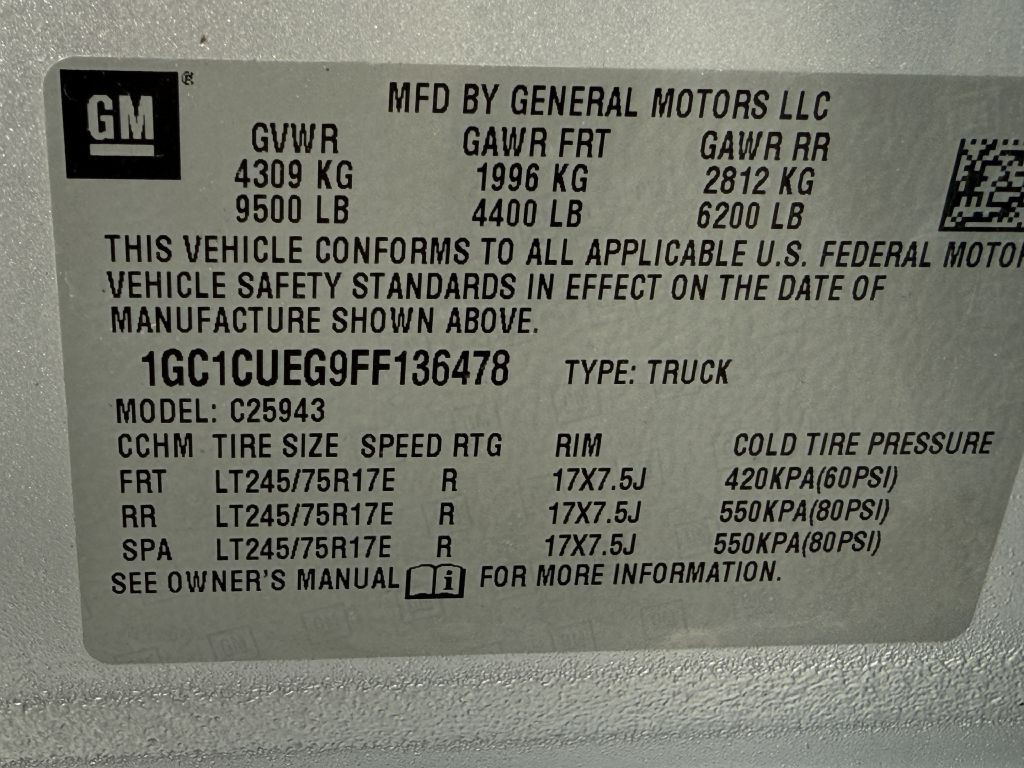 GM ®
MFD BY GENERAL MOTORS LLC
GVWR GAWR FRT GAWR RR
4309 KG 1996 KG 2812 KG
9500 LB 4400 LB 6200 LB
THIS VEHICLE CONFORMS TO ALL APPLICABLE U.S. FEDERAL MOTOR
VEHICLE SAFETY STANDARDS IN EFFECT ON THE DATE OF
MANUFACTURE SHOWN ABOVE.
1GC1CUEG9FF136478 TYPE: TRUCK
MODEL: C25943
CCHM TIRE SIZE SPEED RTG RIM COLD TIRE PRESSURE
FRT LT245/75R17E R 17X7.5J 420KPA(60PSI)
RR LT245/75R17E R 17X7.5J 550KPA(80PSI)
SPA LT245/75R17E R 17X7.5J 550KPA(80PSI)
SEE OWNER'S MANUAL i FOR MORE INFORMATION.
GM GM GM GM